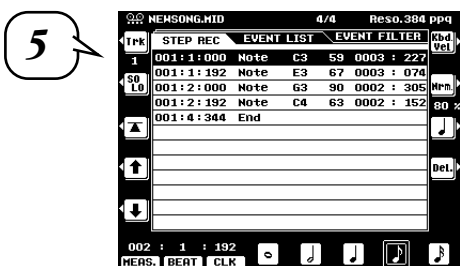 5
NEWSONG.MID 4/4 Reso.384 ppq
Trk STEP REC EVENT LIST EVENT FILTER Kbd. Vel
1
001:1:000 Note C3 59 0003 : 227
001:1:192 Note E3 67 0003 : 074
SO LO 001:2:000 Note G3 90 0002 : 305 Nrm.
001:2:192 Note C4 63 0002 : 152 80 %
001:4:344 End
Del.
002 : 1 : 192
MEAS. BEAT CLK